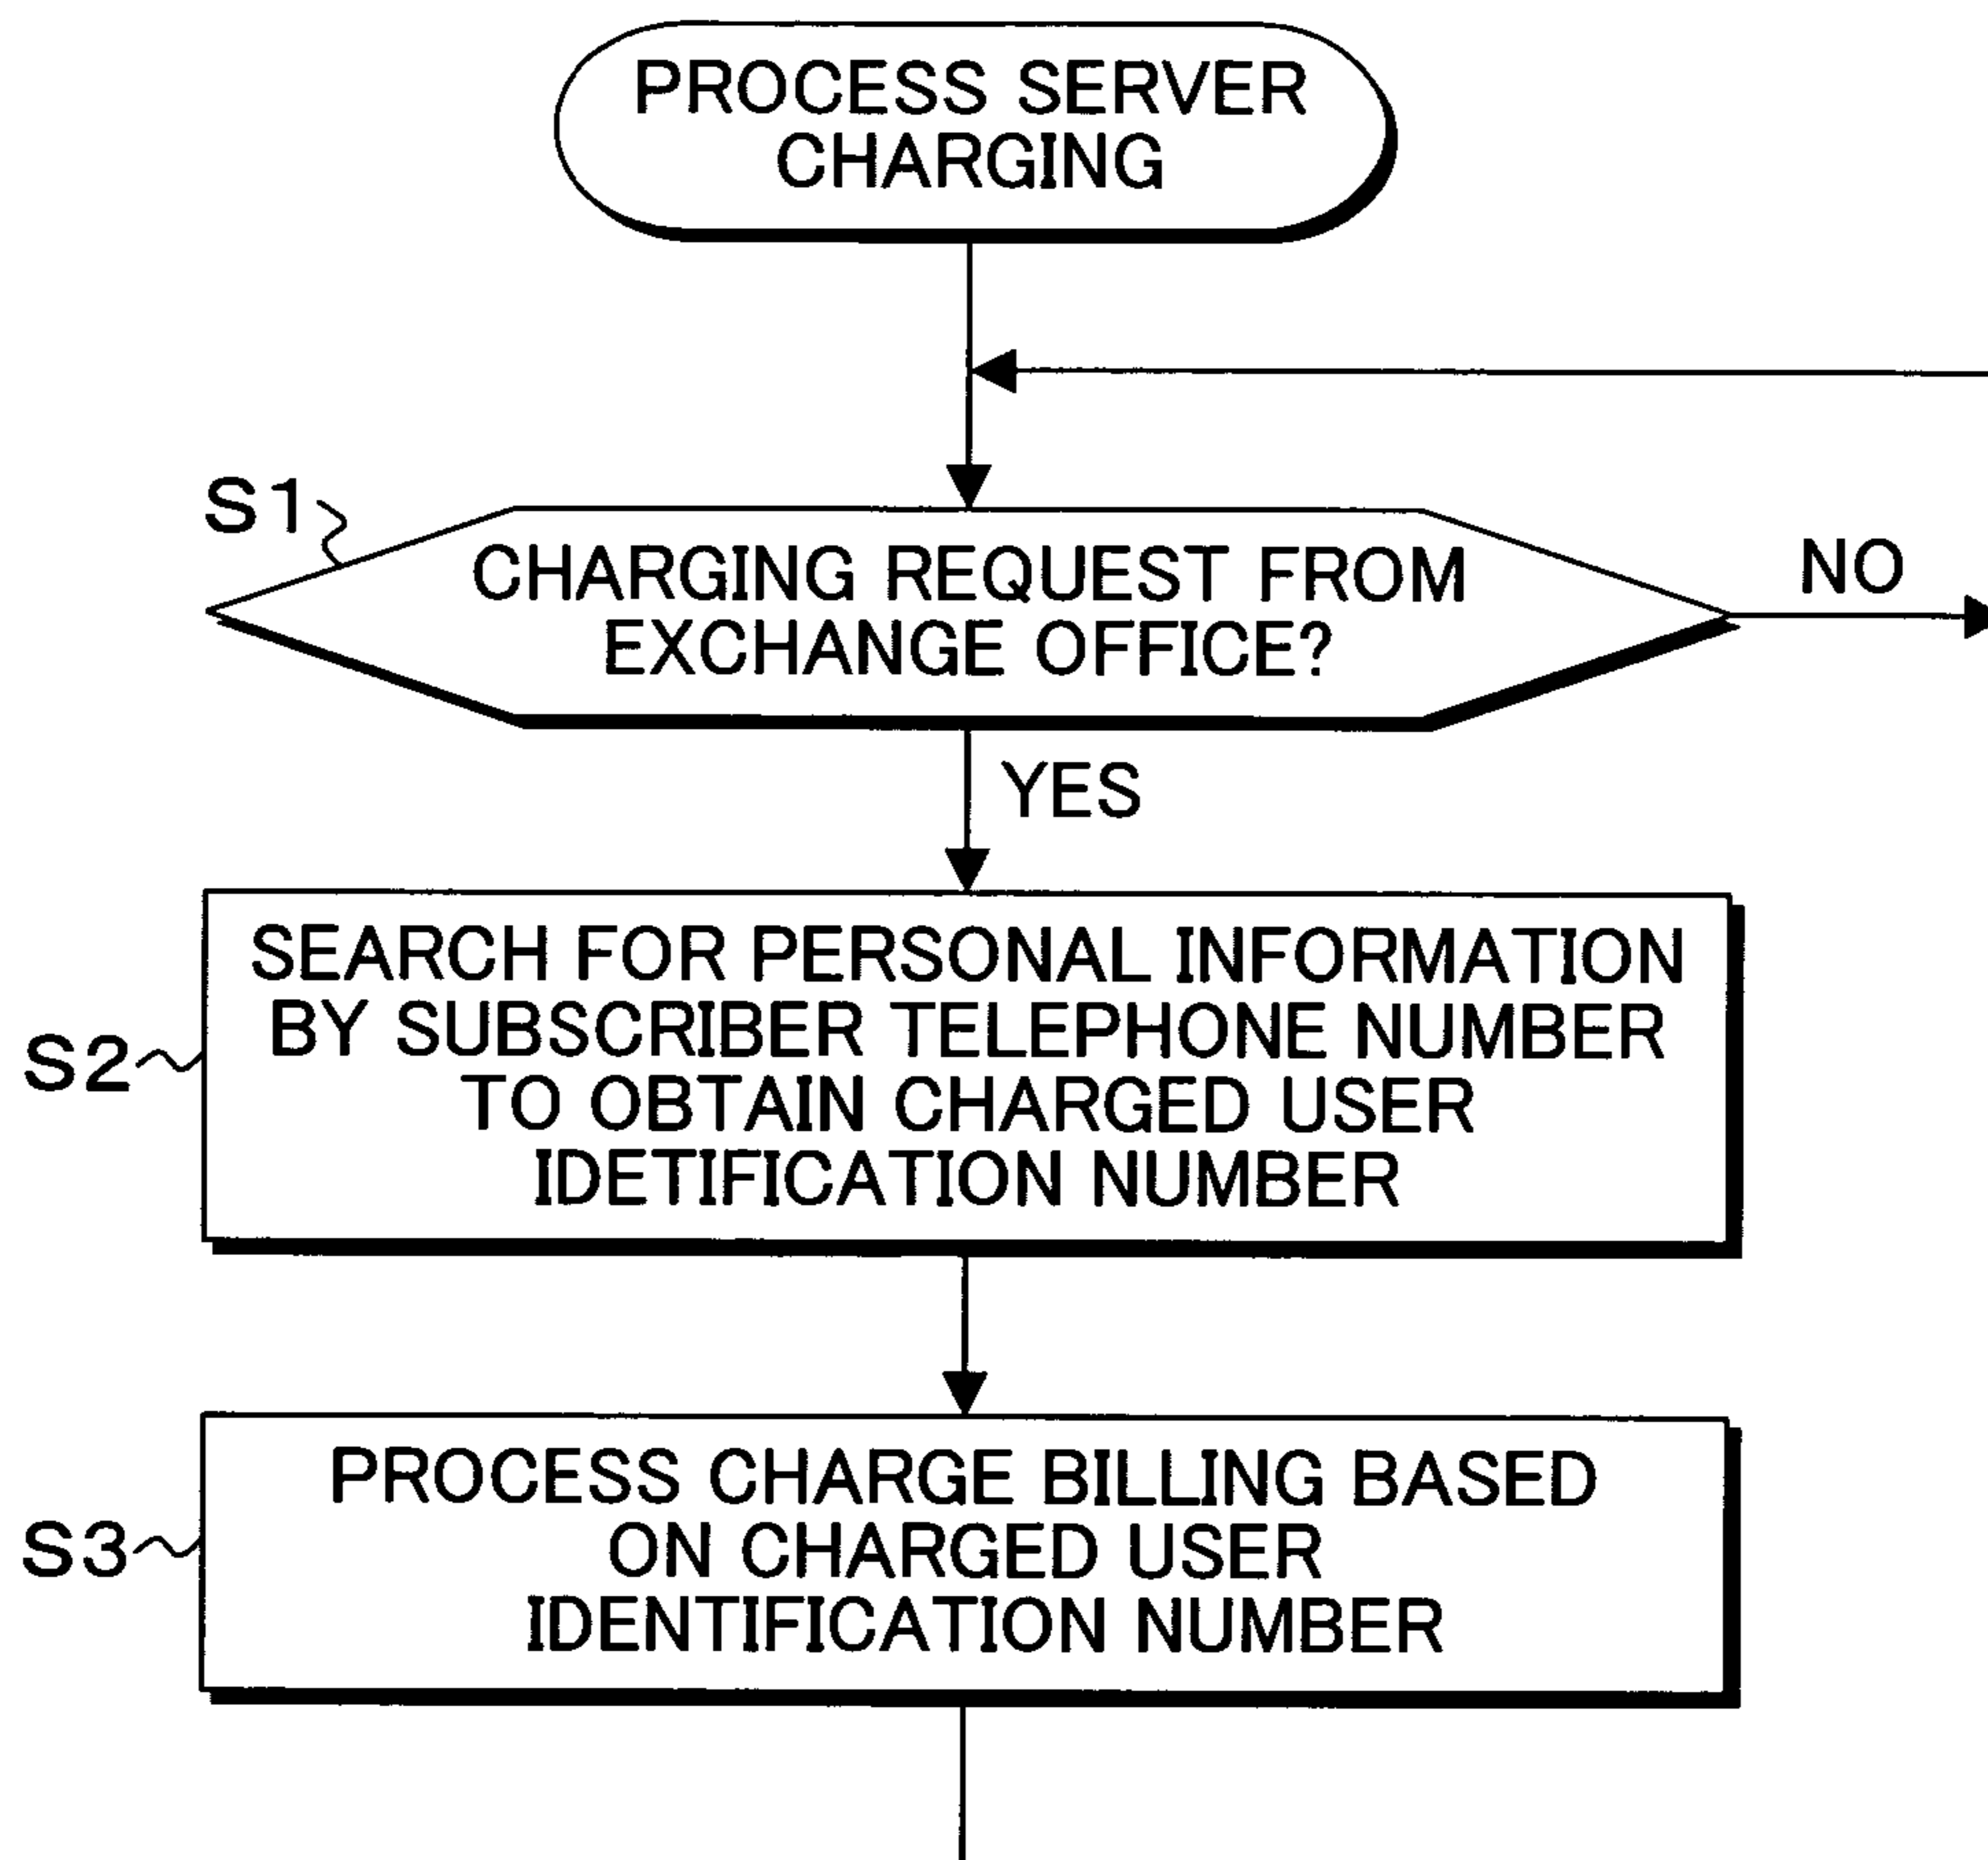 PROCESS SERVER
CHARGING
S1
CHARGING REQUEST FROM
EXCHANGE OFFICE?
NO
YES
S2
SEARCH FOR PERSONAL INFORMATION
BY SUBSCRIBER TELEPHONE NUMBER
TO OBTAIN CHARGED USER
IDETIFICATION NUMBER
S3
PROCESS CHARGE BILLING BASED
ON CHARGED USER
IDENTIFICATION NUMBER